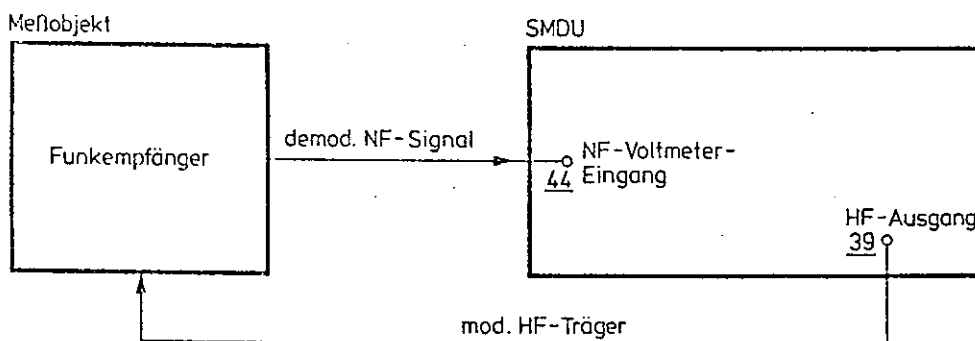 Meßobjekt
Funkempfänger
demod. NF-Signal
SMDU
NF-Voltmeter-
Eingang
44
HF-Ausgang
39
mod. HF-Träger